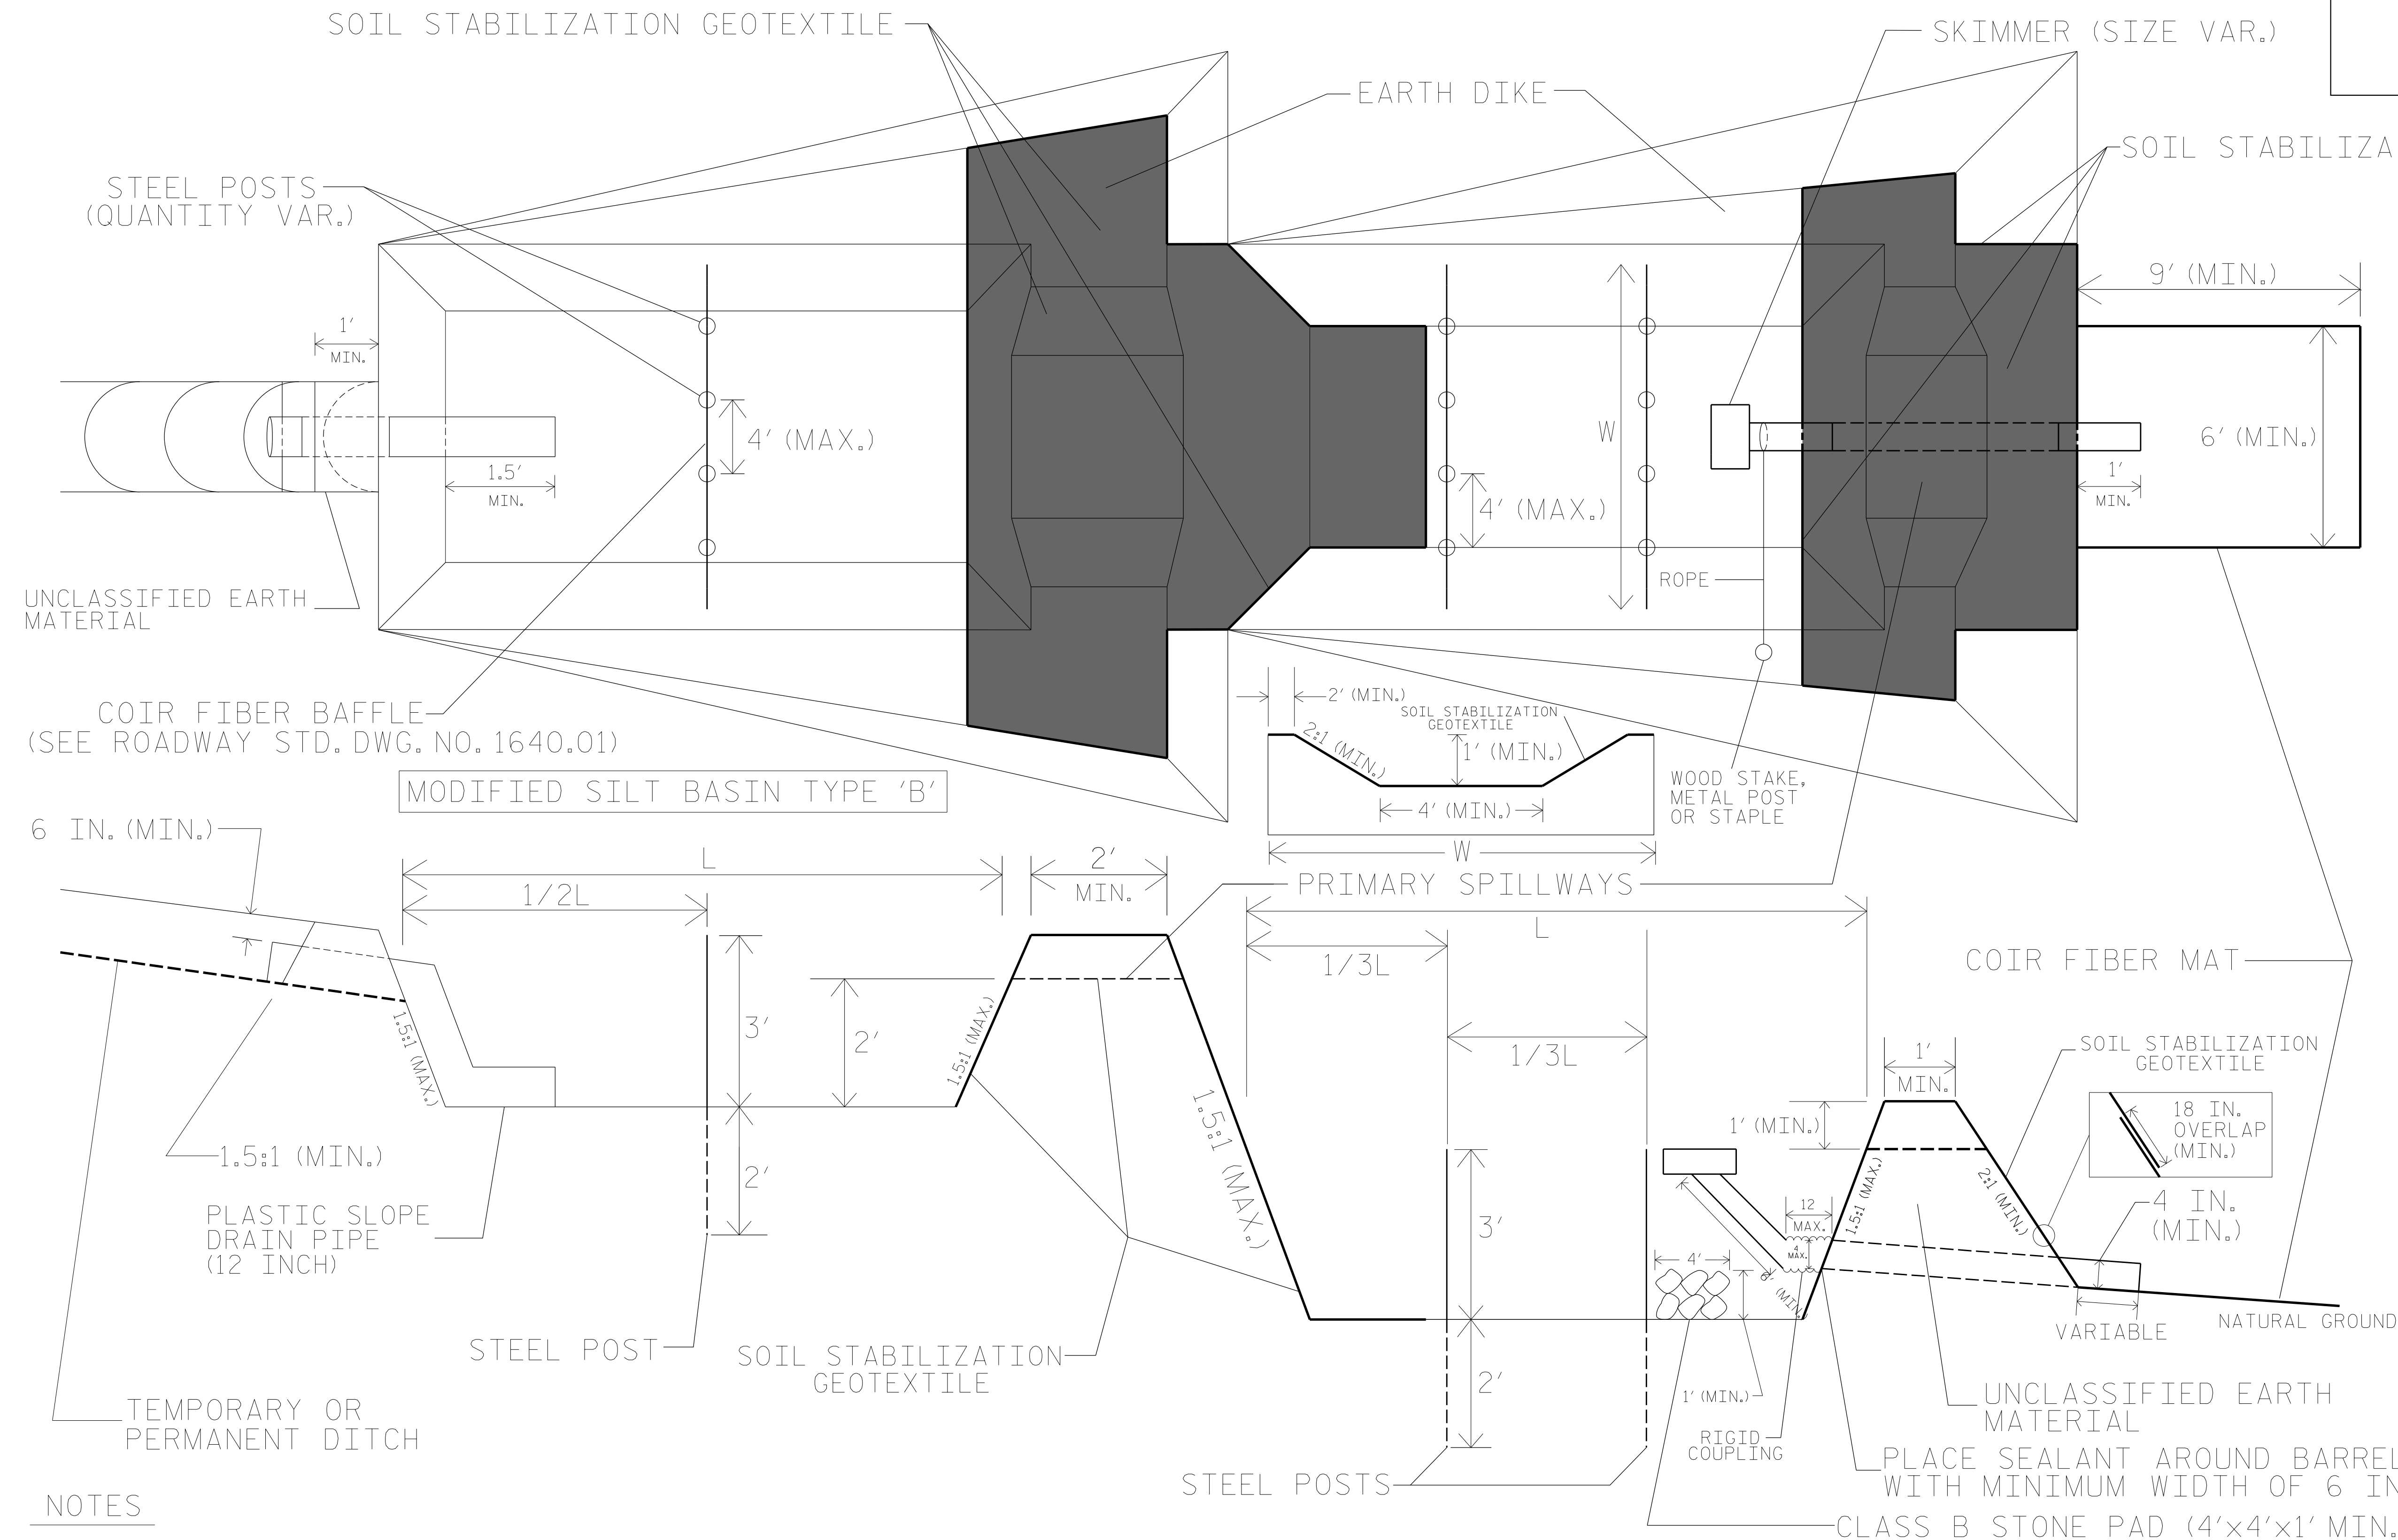 SOIL STABILIZATION GEOTEXTILE
SKIMMER (SIZE VAR.)
EARTH DIKE
SOIL STABILIZA
STEEL POSTS
(QUANTITY VAR.)
9' (MIN.)
1'
MIN.
4' (MAX.)
W
6' (MIN.)
1.5'
MIN.
1'
MIN.
4' (MAX.)
ROPE
UNCLASSIFIED EARTH
MATERIAL
COIR FIBER BAFFLE
(SEE ROADWAY STD. DWG. NO. 1640.01)
2' (MIN.)
SOIL STABILIZATION
GEOTEXTILE
2:1 (MIN.)
1' (MIN.)
4' (MIN.)
W
WOOD STAKE,
METAL POST
OR STAPLE
MODIFIED SILT BASIN TYPE 'B'
6 IN. (MIN.)
L
1/2L
2'
MIN.
PRIMARY SPILLWAYS
L
1/3L
1/3L
COIR FIBER MAT
1.5:1 (MAX.)
3'
2'
1.5:1 (MAX.)
1.5:1 (MAX.)
1'
MIN.
1' (MIN.)
SOIL STABILIZATION
GEOTEXTILE
18 IN.
OVERLAP
(MIN.)
1.5:1 (MIN.)
2'
PLASTIC SLOPE
DRAIN PIPE
(12 INCH)
3'
12
MAX.
4
MAX.
1.5:1 (MAX.)
2:1 (MIN.)
4 IN.
(MIN.)
4'
6' (MIN.
VARIABLE
NATURAL GROUND
STEEL POST
SOIL STABILIZATION
GEOTEXTILE
2'
1' (MIN.)
RIGID
COUPLING
UNCLASSIFIED EARTH
MATERIAL
TEMPORARY OR
PERMANENT DITCH
STEEL POSTS
PLACE SEALANT AROUND BARREL
WITH MINIMUM WIDTH OF 6 IN
CLASS B STONE PAD (4'x4'x1' MIN.
NOTES